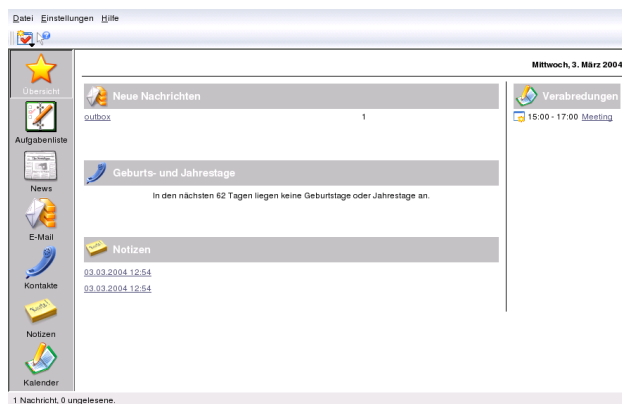 Datei Einstellungen Hilfe
Mittwoch, 3. März 2004
Übersicht
Aufgabenliste
News
E-Mail
Kontakte
Notizen
Kalender
Neue Nachrichten
outbox 1
Geburts- und Jahrestage
In den nächsten 62 Tagen liegen keine Geburtstage oder Jahrestage an.
Notizen
03.03.2004 12:54
03.03.2004 12:54
Verabredungen
15:00 - 17:00 Meeting
1 Nachricht, 0 ungelesene.